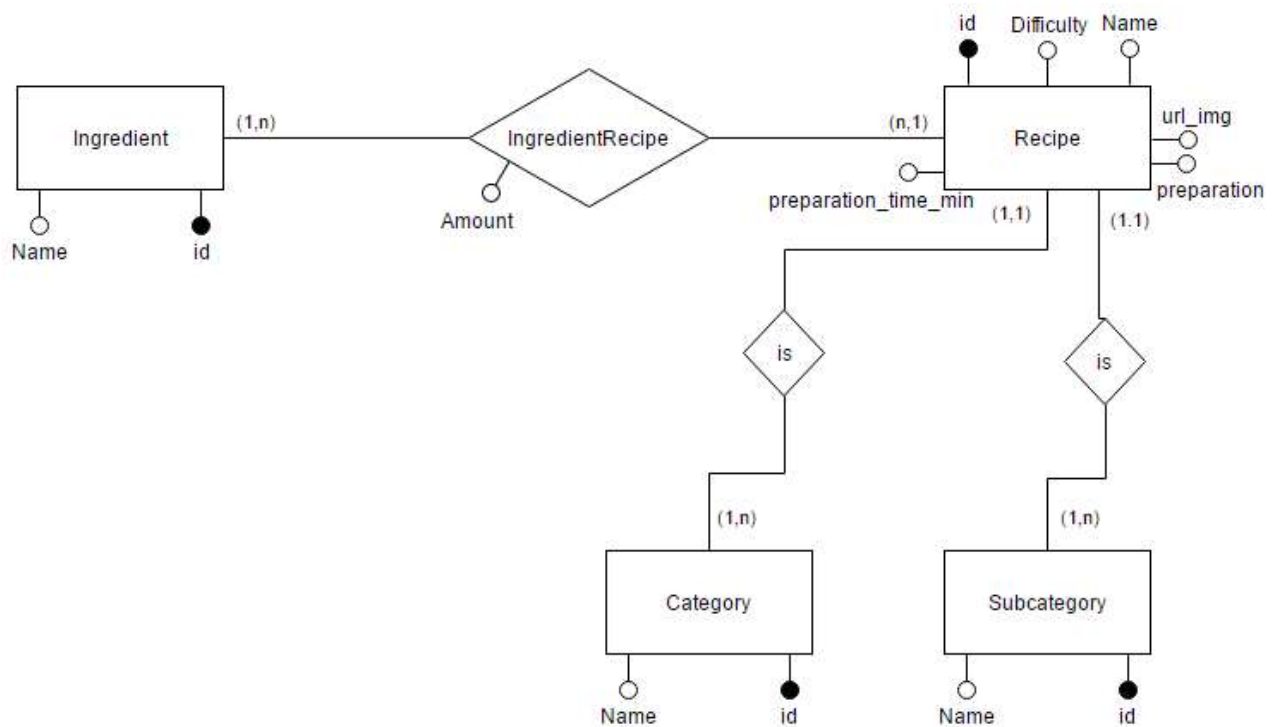 id
Difficulty
Name
Ingredient
(1,n)
IngredientRecipe
(n,1)
Recipe
url_img
preparation
preparation_time_min
Amount
Name
id
(1,1)
(1.1)
is
is
(1,n)
(1,n)
Category
Subcategory
Name
id
Name
id